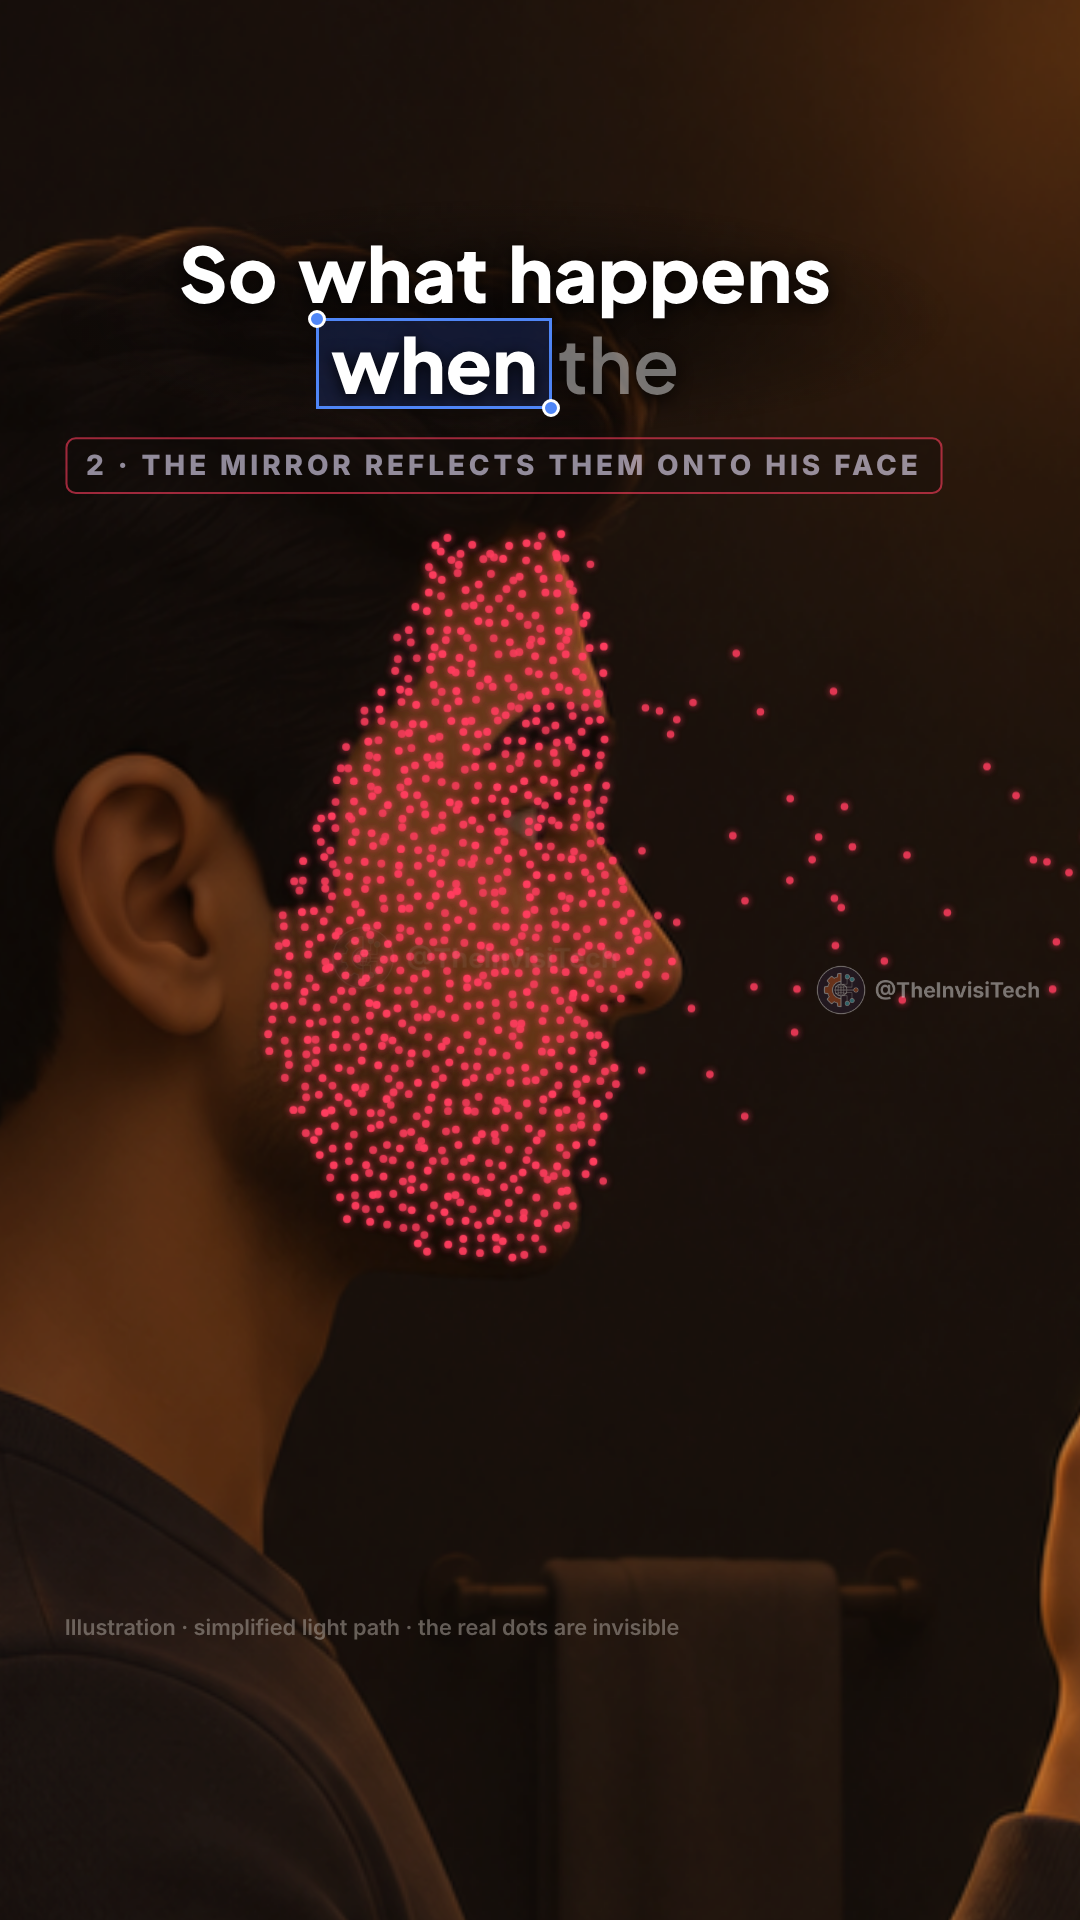 So what happens
when the
2 · THE MIRROR REFLECTS THEM ONTO HIS FACE
@TheInvisiTech
@TheInvisiTech
Illustration · simplified light path · the real dots are invisible